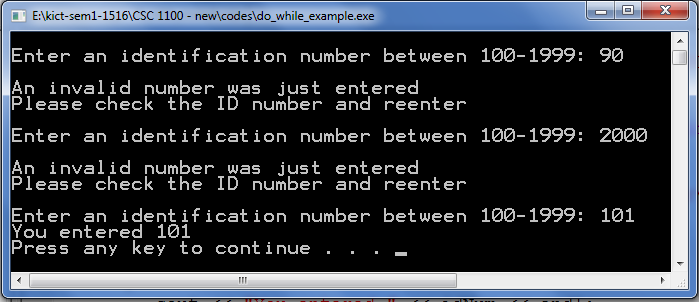 E:\kict-sem1-1516\CSC 1100 - new\codes\do_while_example.exe
Enter an identification number between 100-1999: 90
An invalid number was just entered
Please check the ID number and reenter
Enter an identification number between 100-1999: 2000
An invalid number was just entered
Please check the ID number and reenter
Enter an identification number between 100-1999: 101
You entered 101
Press any key to continue . . . _